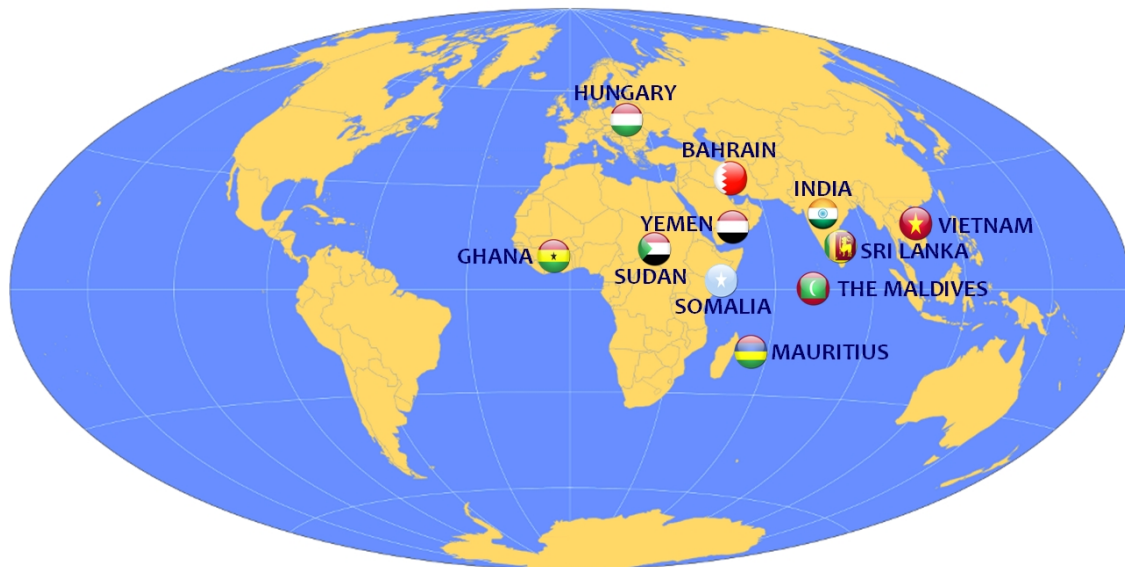 HUNGARY
BAHRAIN
INDIA
YEMEN
VIETNAM
GHANA
SRI LANKA
SUDAN
THE MALDIVES
SOMALIA
MAURITIUS